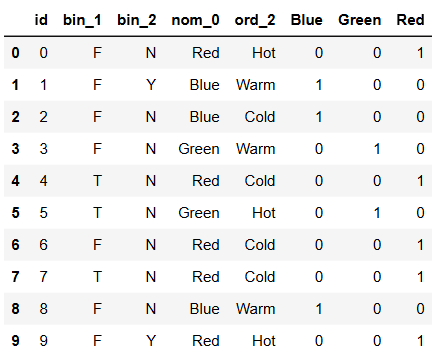 id bin_1 bin_2 nom_0 ord_2 Blue Green Red
0 0 F N Red Hot 0 0 1
1 1 F Y Blue Warm 1 0 0
2 2 F N Blue Cold 1 0 0
3 3 F N Green Warm 0 1 0
4 4 T N Red Cold 0 0 1
5 5 T N Green Hot 0 1 0
6 6 F N Red Cold 0 0 1
7 7 T N Red Cold 0 0 1
8 8 F N Blue Warm 1 0 0
9 9 F Y Red Hot 0 0 1